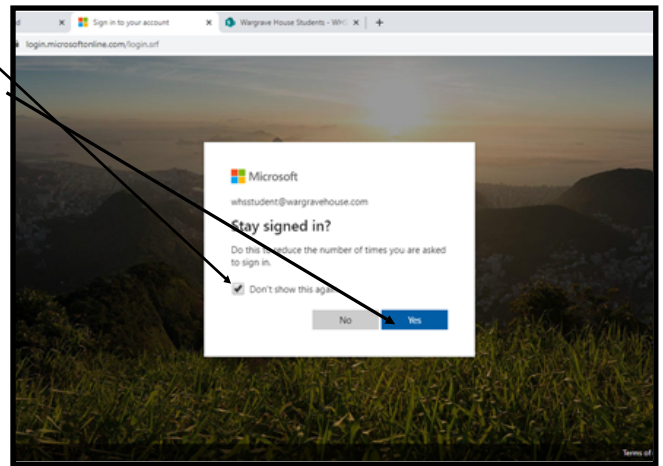 Sign in to your account
Wargrave House Students - WHS
login.microsoftonline.com/login.srf
Microsoft
whsstudent@wargravehouse.com
Stay signed in?
Do this to reduce the number of times you are asked
to sign in.
Don't show this again
No
Yes
Terms of